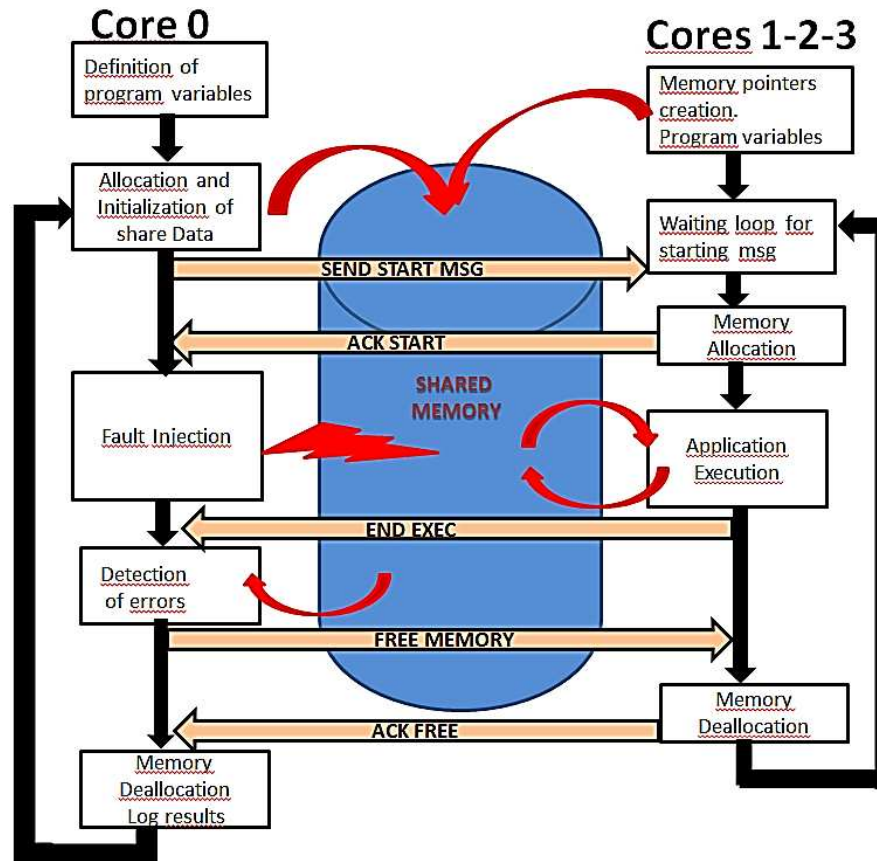 Core 0
Cores 1-2-3
Definition of
program variables
Memory pointers
creation.
Program variables
Allocation and
Initialization of
share Data
Waiting loop for
starting msg
SEND START MSG
ACK START
Memory
Allocation
SHARED
MEMORY
Fault Injection
Application
Execution
END EXEC
Detection
of errors
FREE MEMORY
Memory
Deallocation
ACK FREE
Memory
Deallocation
Log results